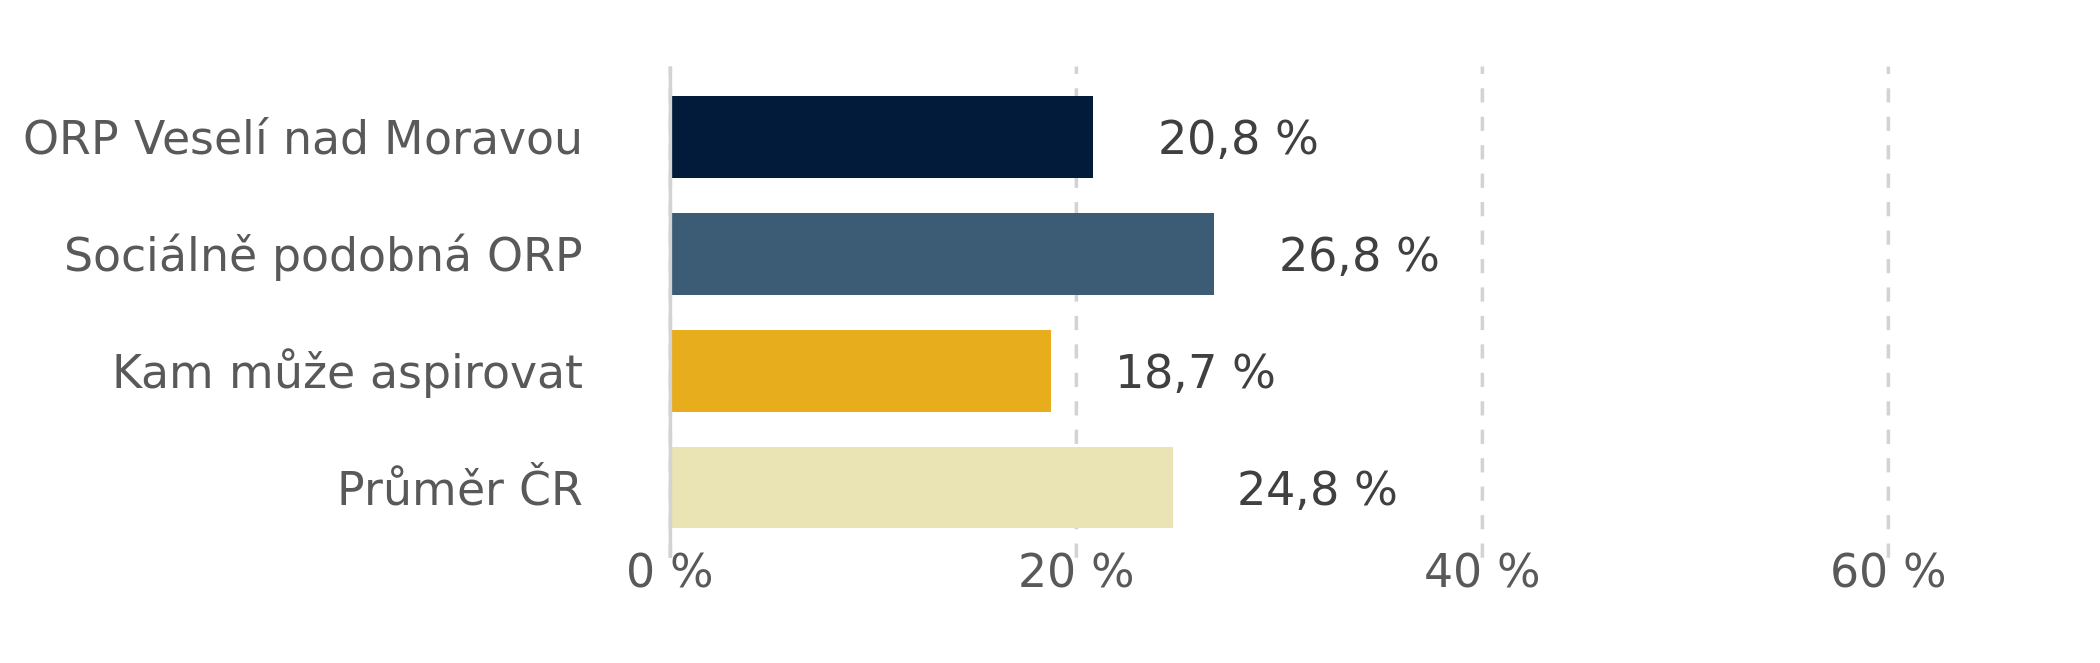 ORP Veselí nad Moravou 20,8 %
Sociálně podobná ORP 26,8 %
Kam může aspirovat 18,7 %
Průměr ČR 24,8 %
0 % 20 % 40 % 60 %